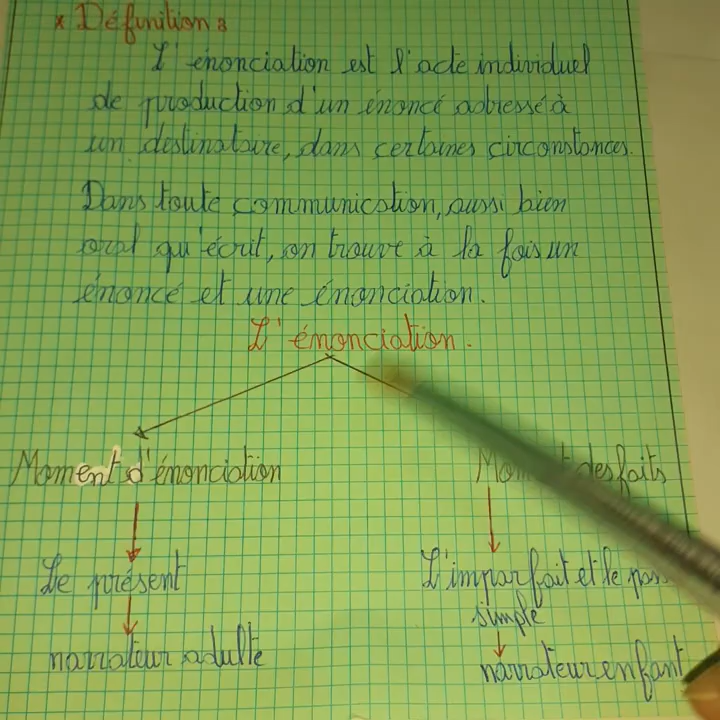 * Définition :
L'énonciation est l'acte individuel
de production d'un énoncé adressé à
un destinataire, dans certaines circonstances.
Dans toute communication, aussi bien
oral qu'écrit, on trouve à la fois un
énoncé et une énonciation.
L'énonciation.
Moment d'énonciation
des faits
Le présent
L'imparfait et le
simple
narrateur adulte
narrateur enfant